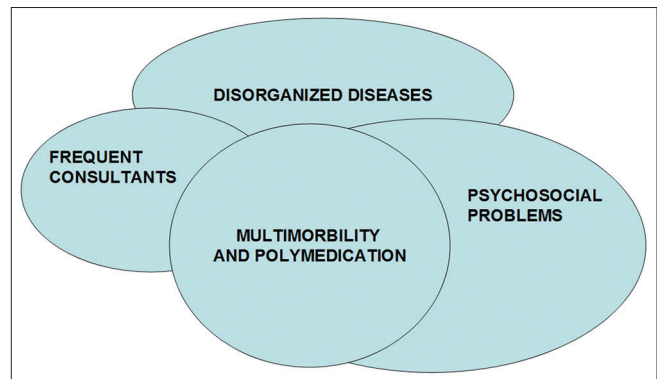 DISORGANIZED DISEASES
FREQUENT
CONSULTANTS
PSYCHOSOCIAL
PROBLEMS
MULTIMORBILITY
AND POLYMEDICATION